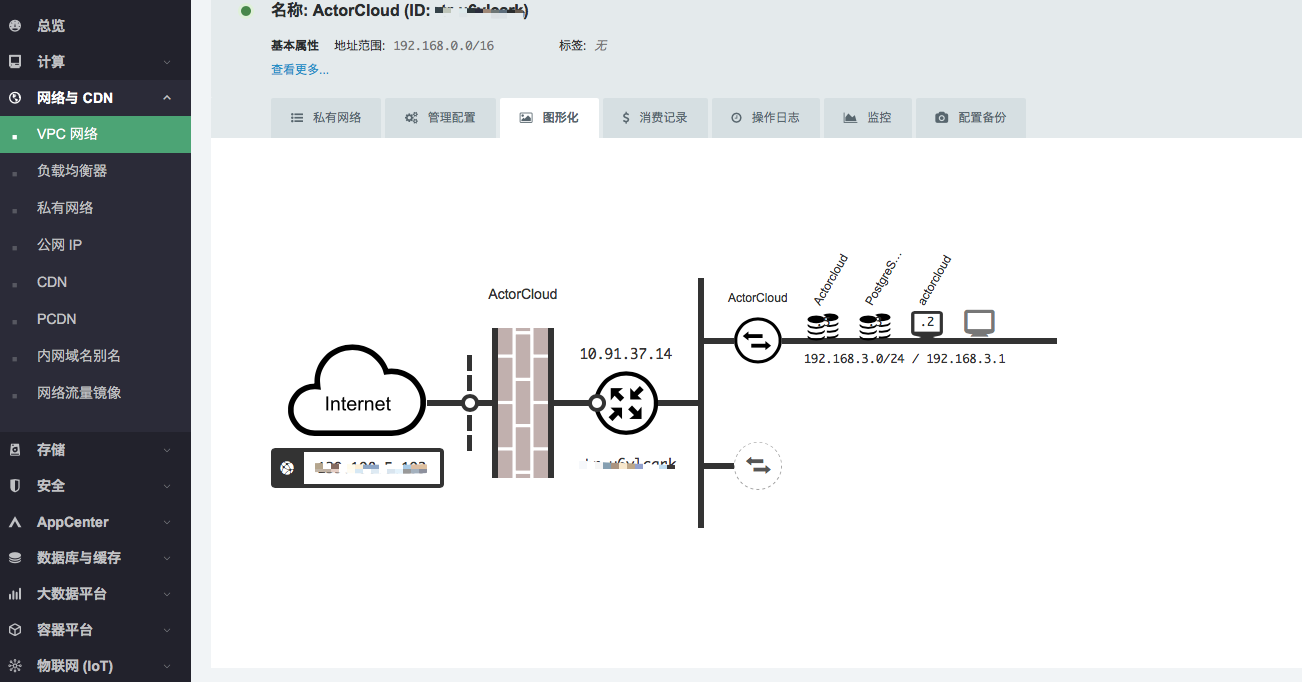 总览
计算
网络与 CDN
VPC 网络
负载均衡器
私有网络
公网 IP
CDN
PCDN
内网域名别名
网络流量镜像
存储
安全
AppCenter
数据库与缓存
大数据平台
容器平台
物联网 (IoT)
名称: ActorCloud (ID:
基本属性 地址范围: 192.168.0.0/16 标签: 无
查看更多...
私有网络 管理配置 图形化 消费记录 操作日志 监控 配置备份
ActorCloud
Internet
10.91.37.14
ActorCloud
Actorcloud
PostgreS...
actorcloud
.2
192.168.3.0/24 / 192.168.3.1